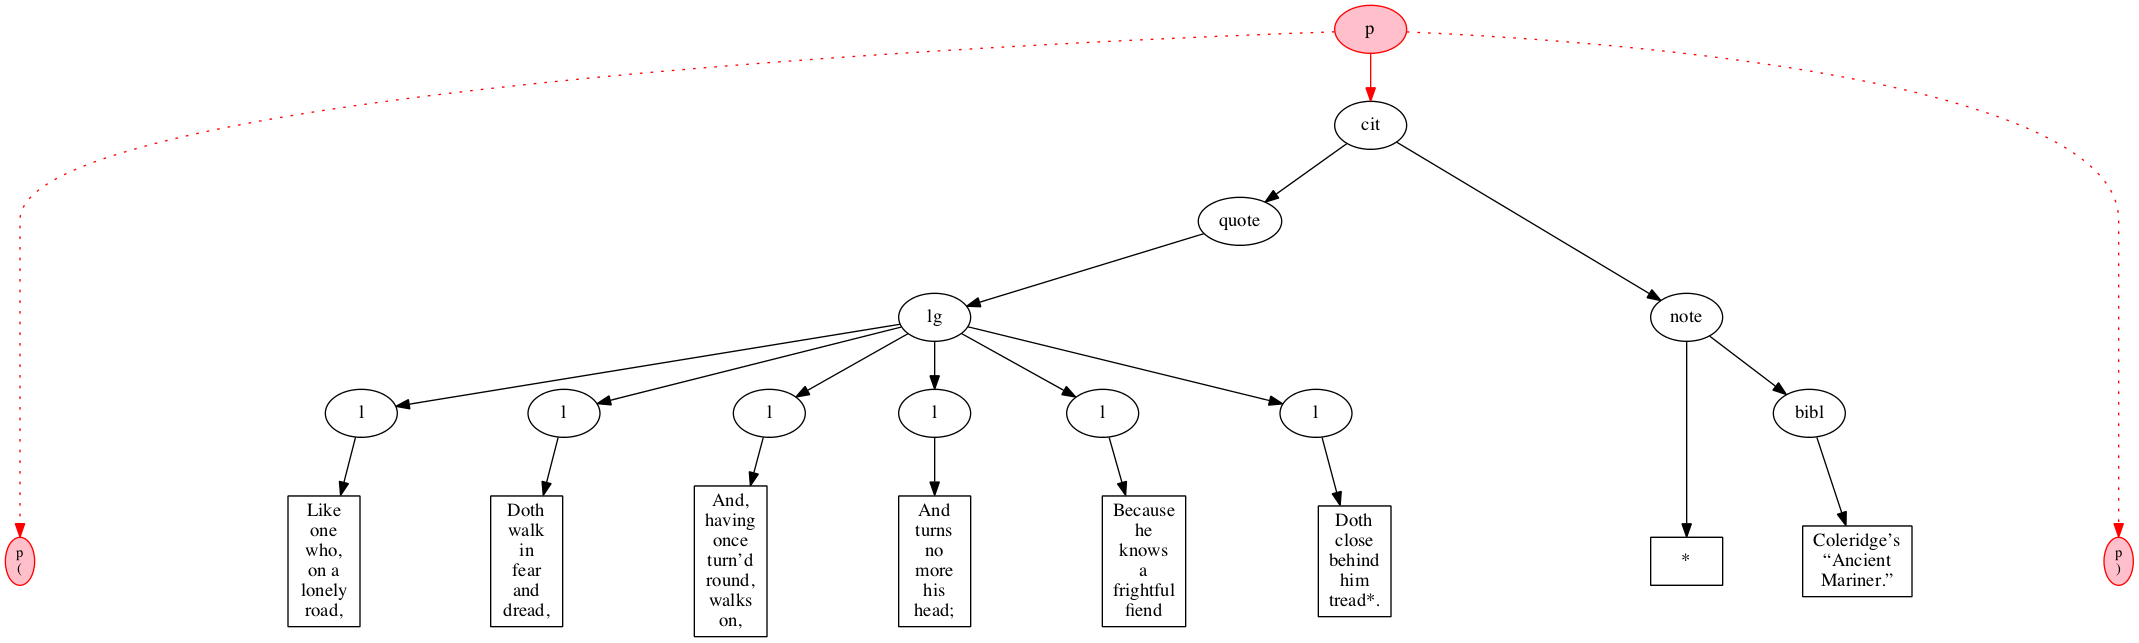 p
cit
quote
lg
note
l
l
l
l
l
l
bibl
Like
one
who,
on a
lonely
road,
Doth
walk
in
fear
and
dread,
And,
having
once
turn’d
round,
walks
on,
And
turns
no
more
his
head;
Because
he
knows
a
frightful
fiend
Doth
close
behind
him
tread*.
*
Coleridge’s
“Ancient
Mariner.”
p
(
p
)